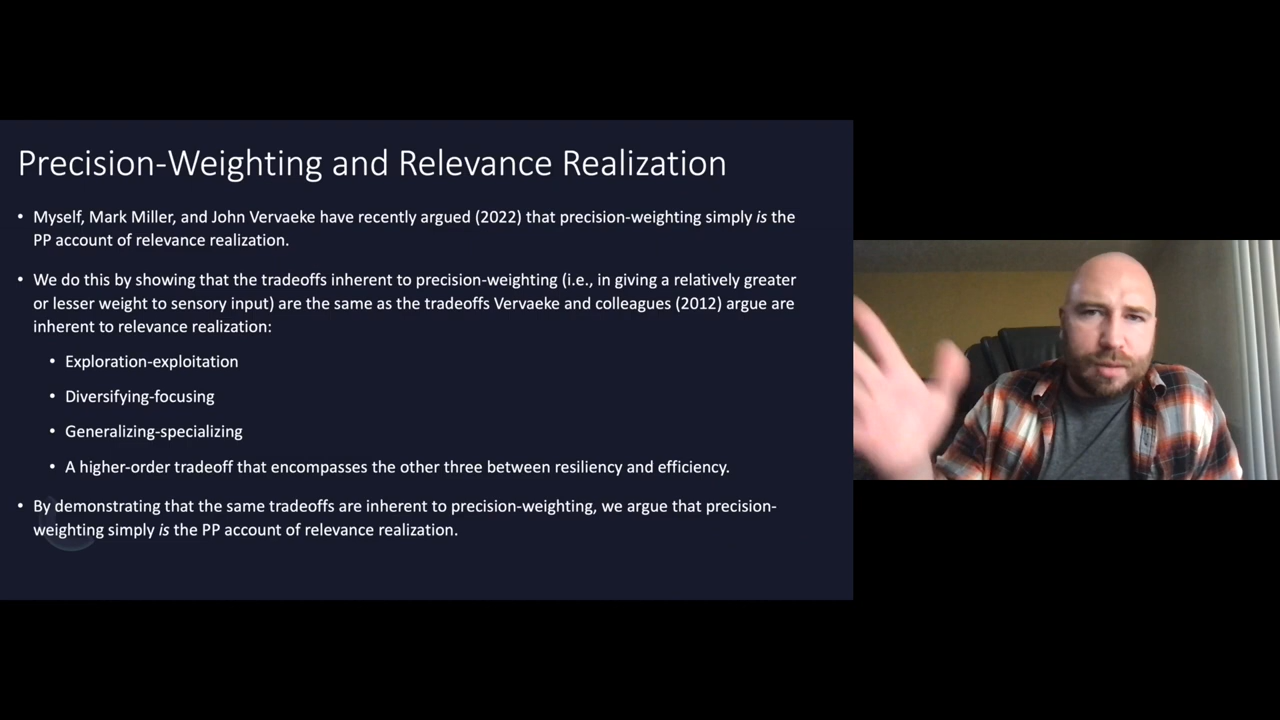 Precision-Weighting and Relevance Realization
• Myself, Mark Miller, and John Vervaeke have recently argued (2022) that precision-weighting simply is the
PP account of relevance realization.
• We do this by showing that the tradeoffs inherent to precision-weighting (i.e., in giving a relatively greater
or lesser weight to sensory input) are the same as the tradeoffs Vervaeke and colleagues (2012) argue are
inherent to relevance realization:
• Exploration-exploitation
• Diversifying-focusing
• Generalizing-specializing
• A higher-order tradeoff that encompasses the other three between resiliency and efficiency.
• By demonstrating that the same tradeoffs are inherent to precision-weighting, we argue that precision-
weighting simply is the PP account of relevance realization.